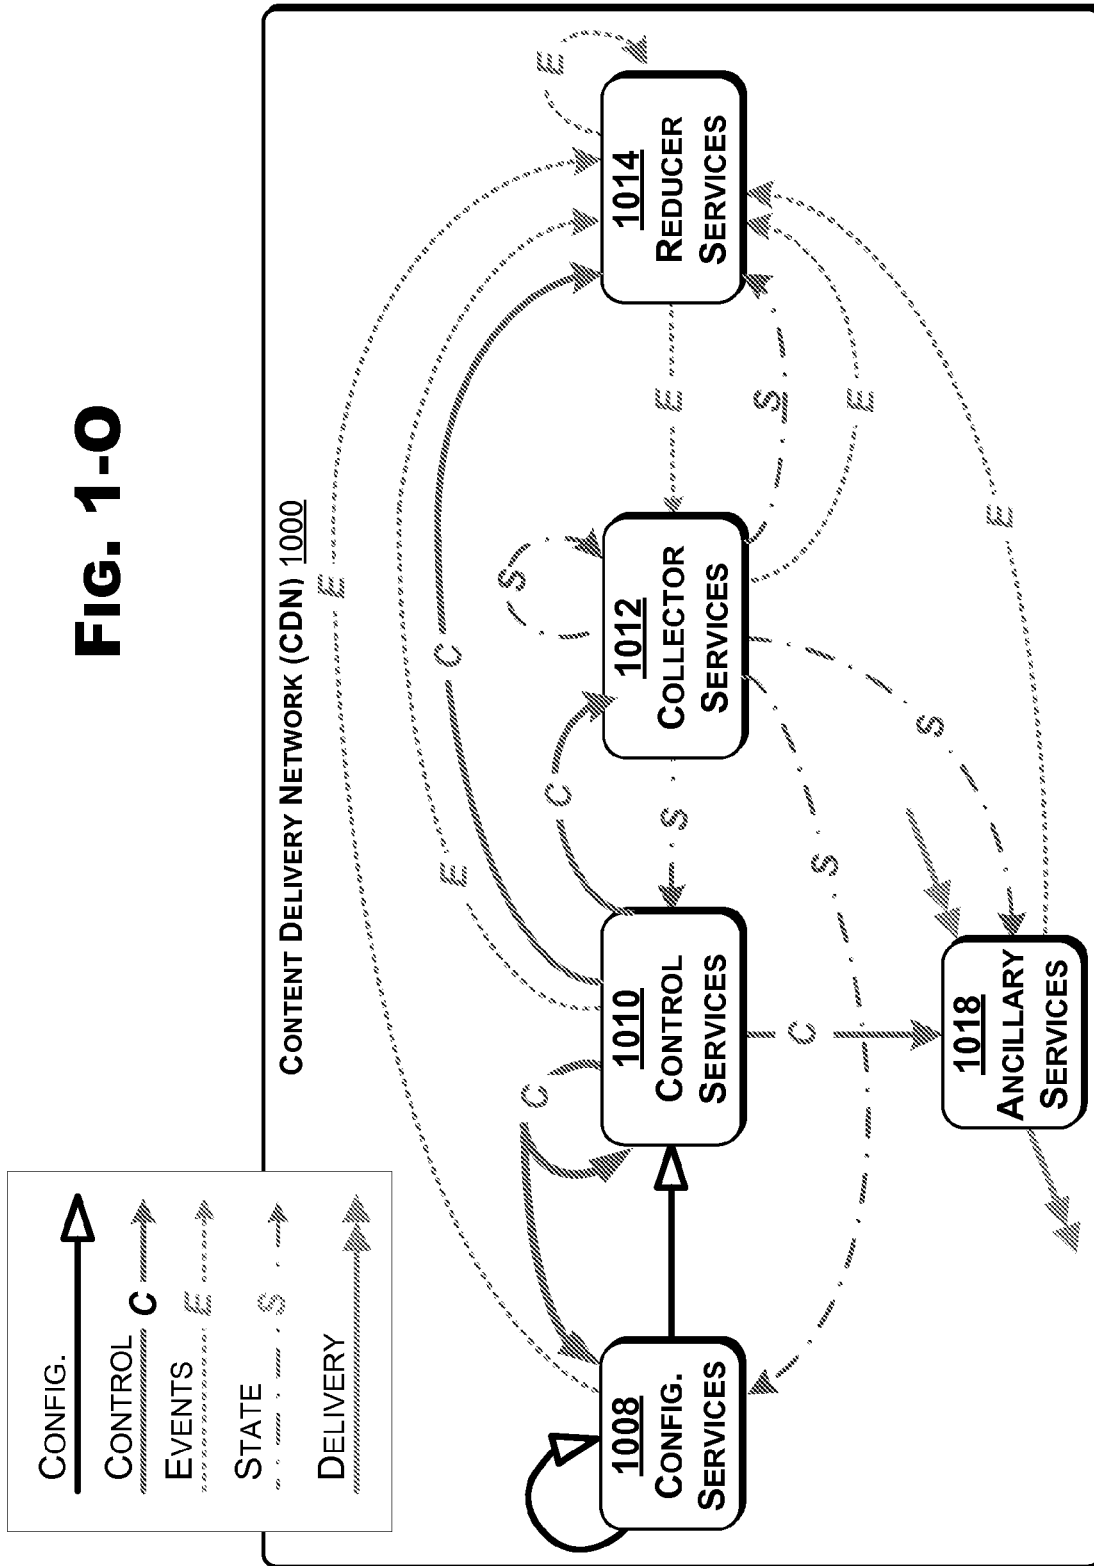 FIG. 1-O
CONFIG.
CONTROL
C
EVENTS
E
STATE
S
DELIVERY
CONTENT DELIVERY NETWORK (CDN) 1000
E
E
C
E
C
C
S
1008
CONFIG.
SERVICES
1010
CONTROL
SERVICES
S
1012
COLLECTOR
SERVICES
E
1014
REDUCER
SERVICES
C
S
S
S
E
E
1018
ANCILLARY
SERVICES